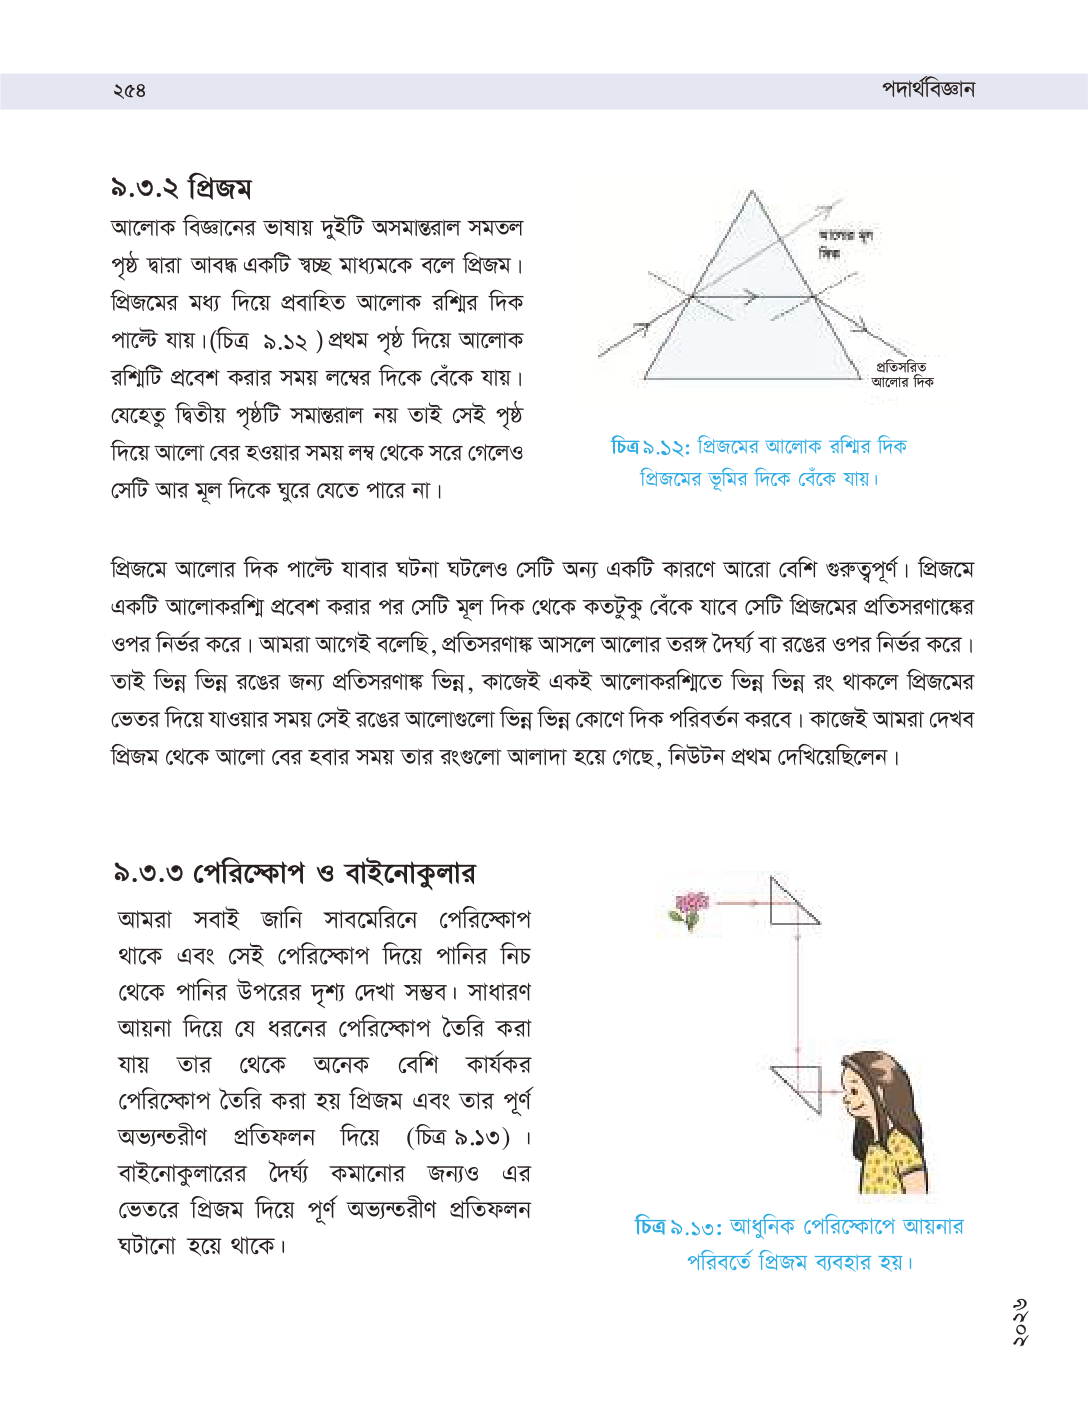 ২৫৪
পদার্থবিজ্ঞান
৯.৩.২ প্রিজম
আলোক বিজ্ঞানের ভাষায় দুইটি অসমান্তরাল সমতল
পৃষ্ঠ দ্বারা আবদ্ধ একটি স্বচ্ছ মাধ্যমকে বলে প্রিজম।
প্রিজমের মধ্য দিয়ে প্রবাহিত আলোক রশ্মির দিক
পাল্টে যায়।(চিত্র ৯.১২ ) প্রথম পৃষ্ঠ দিয়ে আলোক
রশ্মিটি প্রবেশ করার সময় লম্বের দিকে বেঁকে যায়।
যেহেতু দ্বিতীয় পৃষ্ঠটি সমান্তরাল নয় তাই সেই পৃষ্ঠ
দিয়ে আলো বের হওয়ার সময় লম্ব থেকে সরে গেলেও
সেটি আর মূল দিকে ঘুরে যেতে পারে না।
আলোর মূল
দিক
প্রতিসরিত
আলোর দিক
চিত্র ৯.১২: প্রিজমের আলোক রশ্মির দিক
প্রিজমের ভূমির দিকে বেঁকে যায়।
প্রিজমে আলোর দিক পাল্টে যাবার ঘটনা ঘটলেও সেটি অন্য একটি কারণে আরো বেশি গুরুত্বপূর্ণ। প্রিজমে
একটি আলোকরশ্মি প্রবেশ করার পর সেটি মূল দিক থেকে কতটুকু বেঁকে যাবে সেটি প্রিজমের প্রতিসরণাঙ্কের
ওপর নির্ভর করে। আমরা আগেই বলেছি, প্রতিসরণাঙ্ক আসলে আলোর তরঙ্গ দৈর্ঘ্য বা রঙের ওপর নির্ভর করে।
তাই ভিন্ন ভিন্ন রঙের জন্য প্রতিসরণাঙ্ক ভিন্ন, কাজেই একই আলোকরশ্মিতে ভিন্ন ভিন্ন রং থাকলে প্রিজমের
ভেতর দিয়ে যাওয়ার সময় সেই রঙের আলোগুলো ভিন্ন ভিন্ন কোণে দিক পরিবর্তন করবে। কাজেই আমরা দেখব
প্রিজম থেকে আলো বের হবার সময় তার রংগুলো আলাদা হয়ে গেছে, নিউটন প্রথম দেখিয়েছিলেন।
৯.৩.৩ পেরিস্কোপ ও বাইনোকুলার
আমরা সবাই জানি সাবমেরিনে পেরিস্কোপ
থাকে এবং সেই পেরিস্কোপ দিয়ে পানির নিচ
থেকে পানির উপরের দৃশ্য দেখা সম্ভব। সাধারণ
আয়না দিয়ে যে ধরনের পেরিস্কোপ তৈরি করা
যায় তার থেকে অনেক বেশি কার্যকর
পেরিস্কোপ তৈরি করা হয় প্রিজম এবং তার পূর্ণ
অভ্যন্তরীণ প্রতিফলন দিয়ে (চিত্র ৯.১৩) ।
বাইনোকুলারের দৈর্ঘ্য কমানোর জন্যও এর
ভেতরে প্রিজম দিয়ে পূর্ণ অভ্যন্তরীণ প্রতিফলন
ঘটানো হয়ে থাকে।
চিত্র ৯.১৩: আধুনিক পেরিস্কোপে আয়নার
পরিবর্তে প্রিজম ব্যবহার হয়।
২০২৬